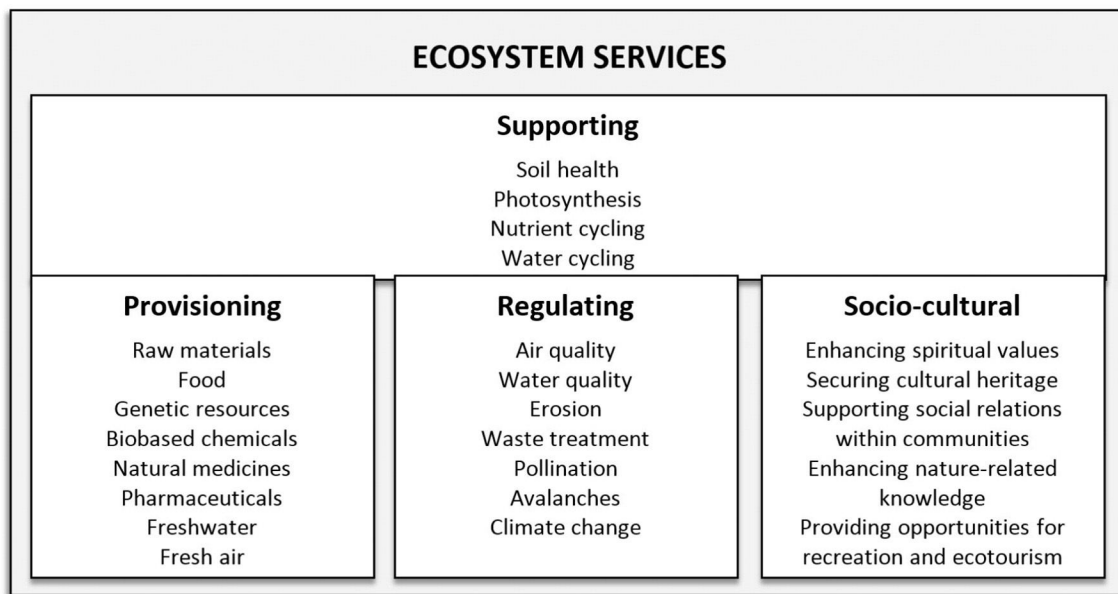 ECOSYSTEM SERVICES
Supporting
Soil health
Photosynthesis
Nutrient cycling
Water cycling
Provisioning
Raw materials
Food
Genetic resources
Biobased chemicals
Natural medicines
Pharmaceuticals
Freshwater
Fresh air
Regulating
Air quality
Water quality
Erosion
Waste treatment
Pollination
Avalanches
Climate change
Socio-cultural
Enhancing spiritual values
Securing cultural heritage
Supporting social relations
within communities
Enhancing nature-related
knowledge
Providing opportunities for
recreation and ecotourism